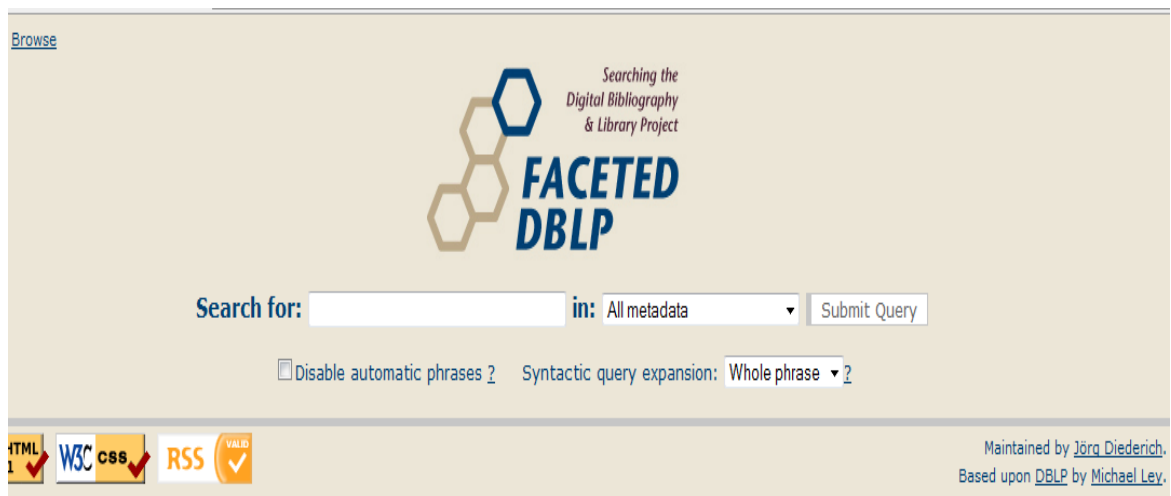 Browse
Searching the
Digital Bibliography
& Library Project
FACETED
DBLP
Search for: in: All metadata Submit Query
Disable automatic phrases ? Syntactic query expansion: Whole phrase ?
W3C css RSS VALID
Maintained by Jörg Diederich.
Based upon DBLP by Michael Ley.